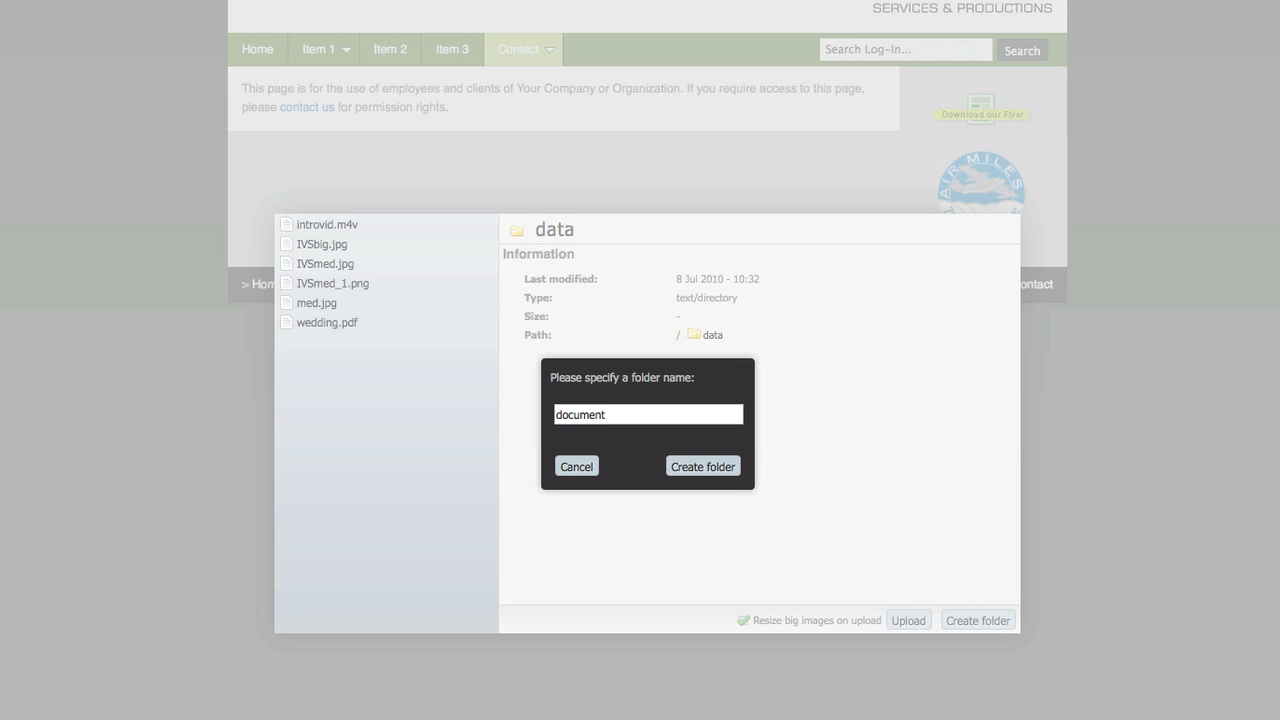 SERVICES & PRODUCTIONS
Home Item 1 Item 2 Item 3 Contact Search Log-In... Search
This page is for the use of employees and clients of Your Company or Organization. If you require access to this page,
please contact us for permission rights.
Download our Flyer
AIR MILES
introvid.m4v
IVSbig.jpg
IVSmed.jpg
IVSmed_1.png
med.jpg
wedding.pdf
data
Information
Last modified: 8 Jul 2010 - 10:32
Type: text/directory
Size: -
Path: / data
> Hom
ontact
Please specify a folder name:
document
Cancel Create folder
Resize big images on upload Upload Create folder